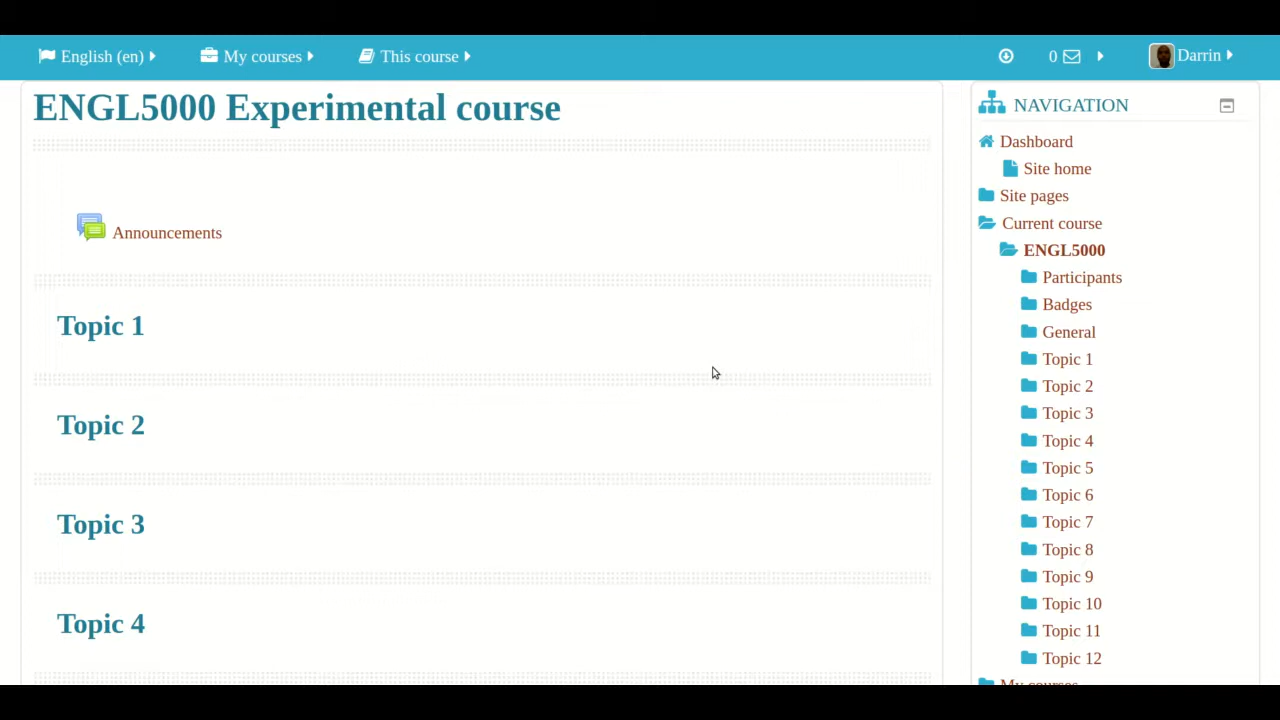 English (en) My courses This course 0 Darrin
ENGL5000 Experimental course
Announcements
Topic 1
Topic 2
Topic 3
Topic 4
NAVIGATION
Dashboard
Site home
Site pages
Current course
ENGL5000
Participants
Badges
General
Topic 1
Topic 2
Topic 3
Topic 4
Topic 5
Topic 6
Topic 7
Topic 8
Topic 9
Topic 10
Topic 11
Topic 12
My courses